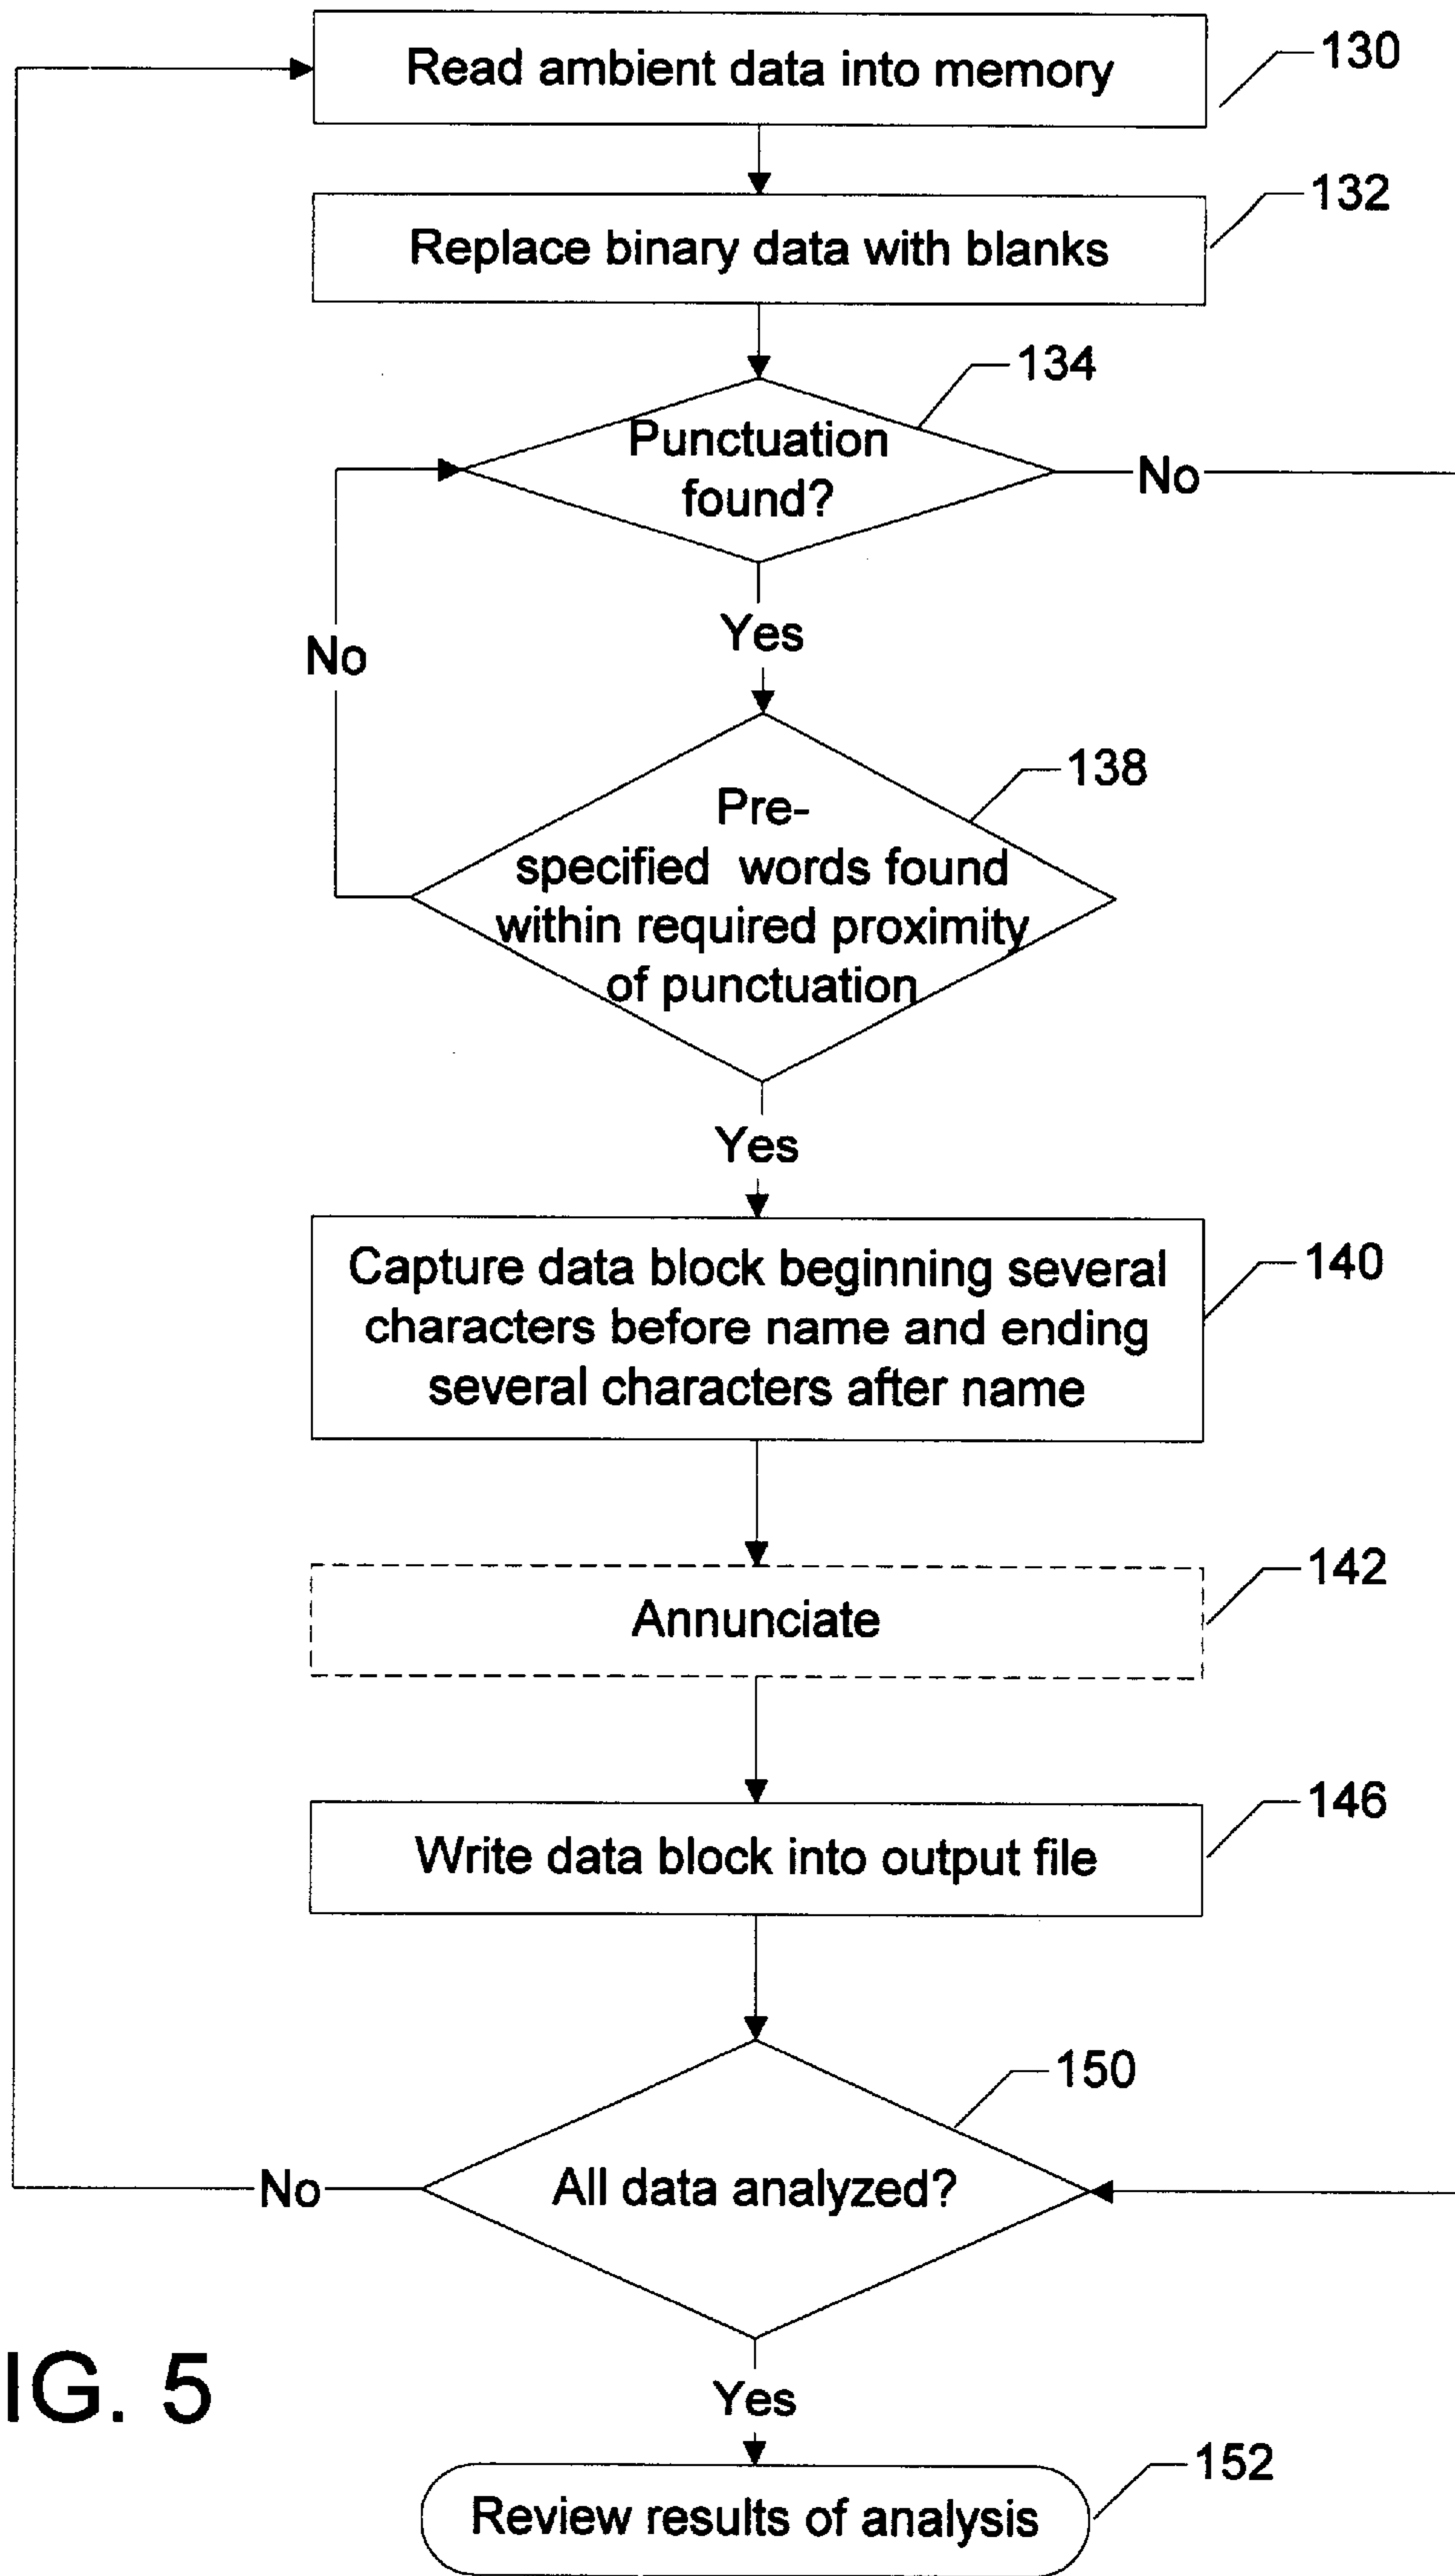 Read ambient data into memory
130
Replace binary data with blanks
132
134
Punctuation
found?
No
Yes
No
138
Pre-
specified words found
within required proximity
of punctuation
Yes
Capture data block beginning several
characters before name and ending
several characters after name
140
Annunciate
142
Write data block into output file
146
150
All data analyzed?
No
Yes
IG. 5
Review results of analysis
152